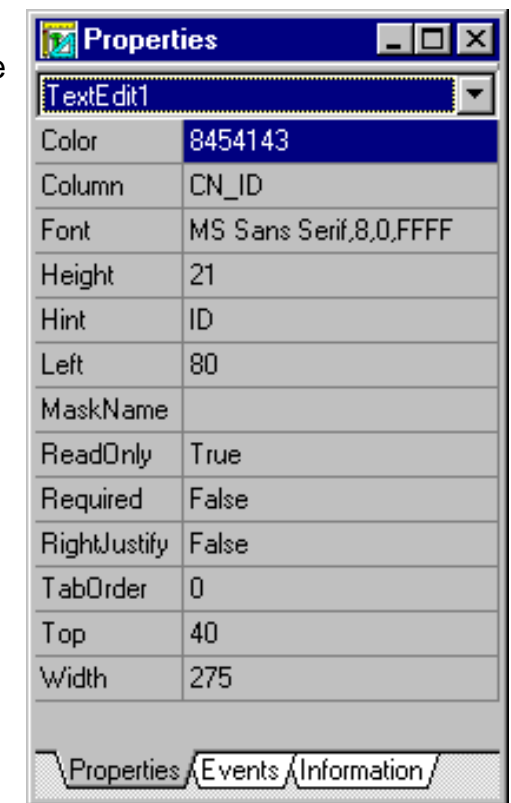 Properties
e
TextEdit1
Color 8454143
Column CN_ID
Font MS Sans Serif,8,0,FFFF
Height 21
Hint ID
Left 80
MaskName
ReadOnly True
Required False
RightJustify False
TabOrder 0
Top 40
Width 275
Properties Events Information